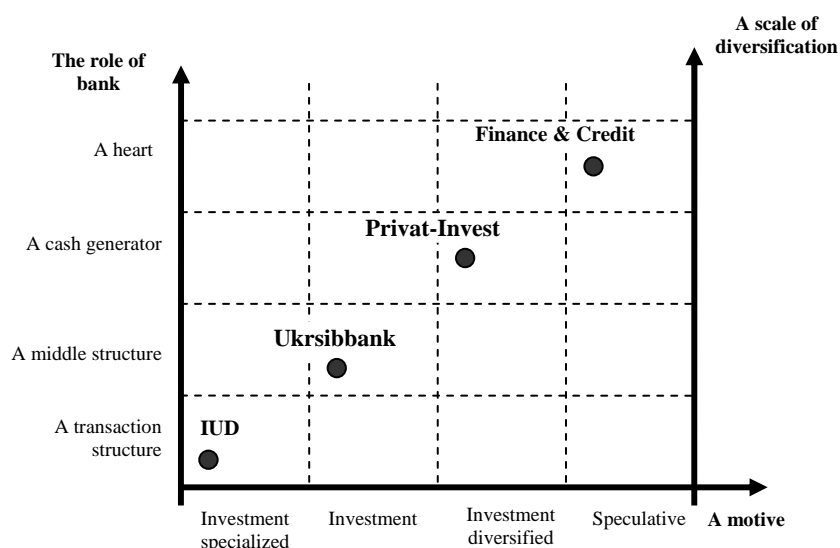 A scale of
diversification
The role of
bank
A heart
Finance & Credit
A cash generator
Privat-Invest
A middle structure
Ukrsibbank
A transaction
structure
IUD
Investment
specialized
Investment
Investment
diversified
Speculative
A motive